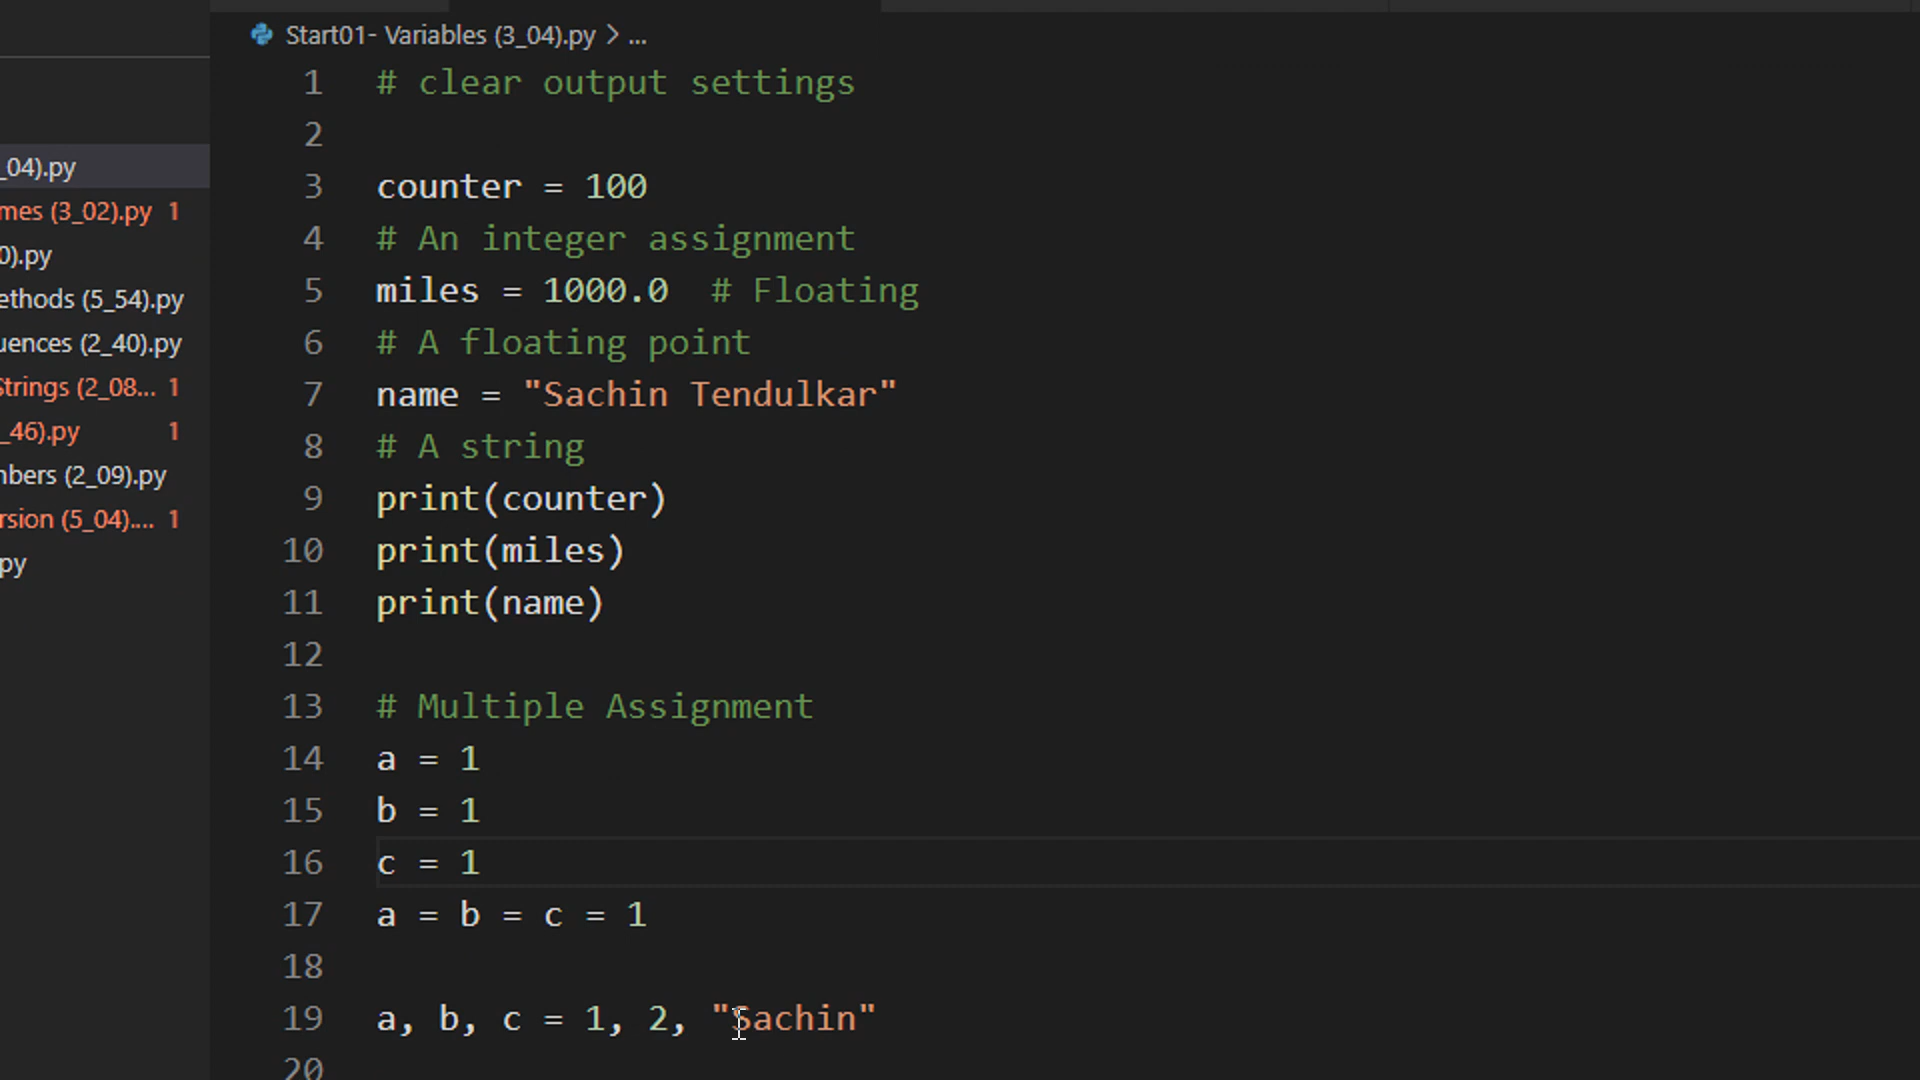 Start01- Variables (3_04).py > ...
_04).py
mes (3_02).py 1
0).py
ethods (5_54).py
uences (2_40).py
Strings (2_08... 1
_46).py 1
nbers (2_09).py
rsion (5_04).... 1
py
1 # clear output settings
2
3 counter = 100
4 # An integer assignment
5 miles = 1000.0  # Floating
6 # A floating point
7 name = "Sachin Tendulkar"
8 # A string
9 print(counter)
10 print(miles)
11 print(name)
12
13 # Multiple Assignment
14 a = 1
15 b = 1
16 c = 1
17 a = b = c = 1
18
19 a, b, c = 1, 2, "Sachin"
20